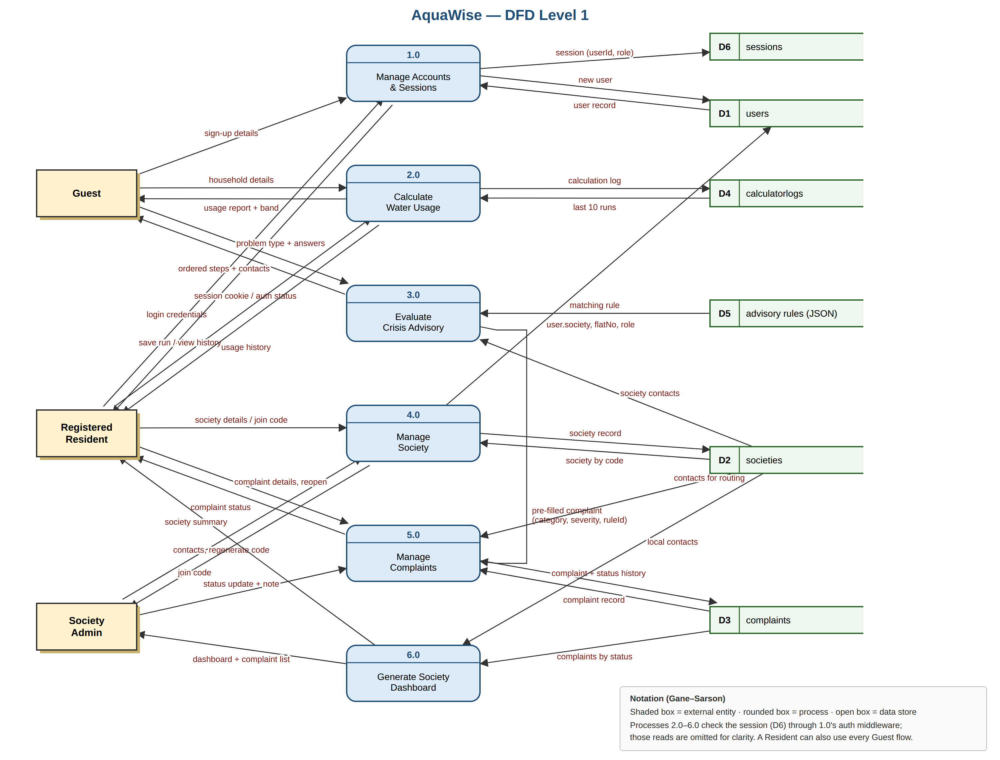 AquaWise — DFD Level 1
D6
sessions
1.0
session (userId, role)
Manage Accounts
& Sessions
new user
user record
D1
users
sign-up details
2.0
household details
calculation log
Guest
Calculate
Water Usage
D4
calculatorlogs
usage report + band
last 10 runs
problem type + answers
ordered steps + contacts
3.0
session cookie / auth status
matching rule
login credentials
Evaluate
Crisis Advisory
D5
advisory rules (JSON)
user.society, flatNo, role
save run / view history
usage history
society contacts
4.0
society details / join code
Registered
Resident
Manage
Society
society record
society by code
D2
societies
contacts for routing
complaint details, reopen
complaint status
pre-filled complaint
(category, severity, ruleId)
society summary
5.0
local contacts
contacts, regenerate code
Manage
Complaints
join code
complaint + status history
status update + note
complaint record
Society
Admin
D3
complaints
6.0
dashboard + complaint list
complaints by status
Generate Society
Dashboard
Notation (Gane–Sarson)
Shaded box = external entity · rounded box = process · open box = data store
Processes 2.0–6.0 check the session (D6) through 1.0's auth middleware;
those reads are omitted for clarity. A Resident can also use every Guest flow.